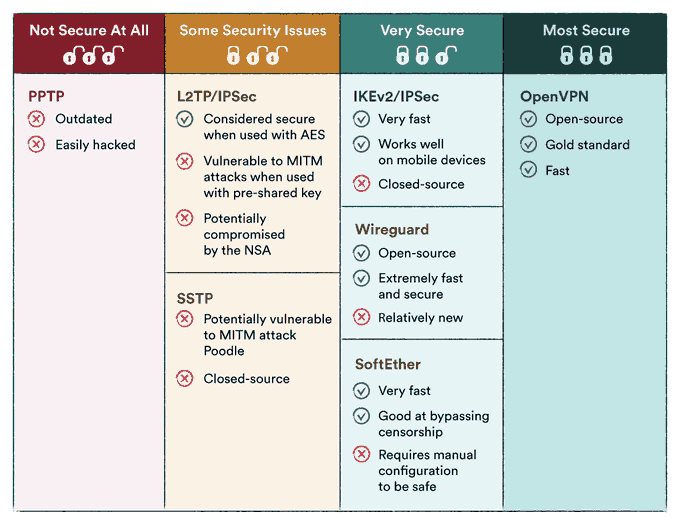 Not Secure At All
Some Security Issues
Very Secure
Most Secure
PPTP
Outdated
Easily hacked
L2TP/IPSec
Considered secure
when used with AES
Vulnerable to MITM
attacks when used
with pre-shared key
Potentially
compromised
by the NSA
SSTP
Potentially vulnerable
to MITM attack
Poodle
Closed-source
IKEv2/IPSec
Very fast
Works well
on mobile devices
Closed-source
Wireguard
Open-source
Extremely fast
and secure
Relatively new
SoftEther
Very fast
Good at bypassing
censorship
Requires manual
configuration
to be safe
OpenVPN
Open-source
Gold standard
Fast